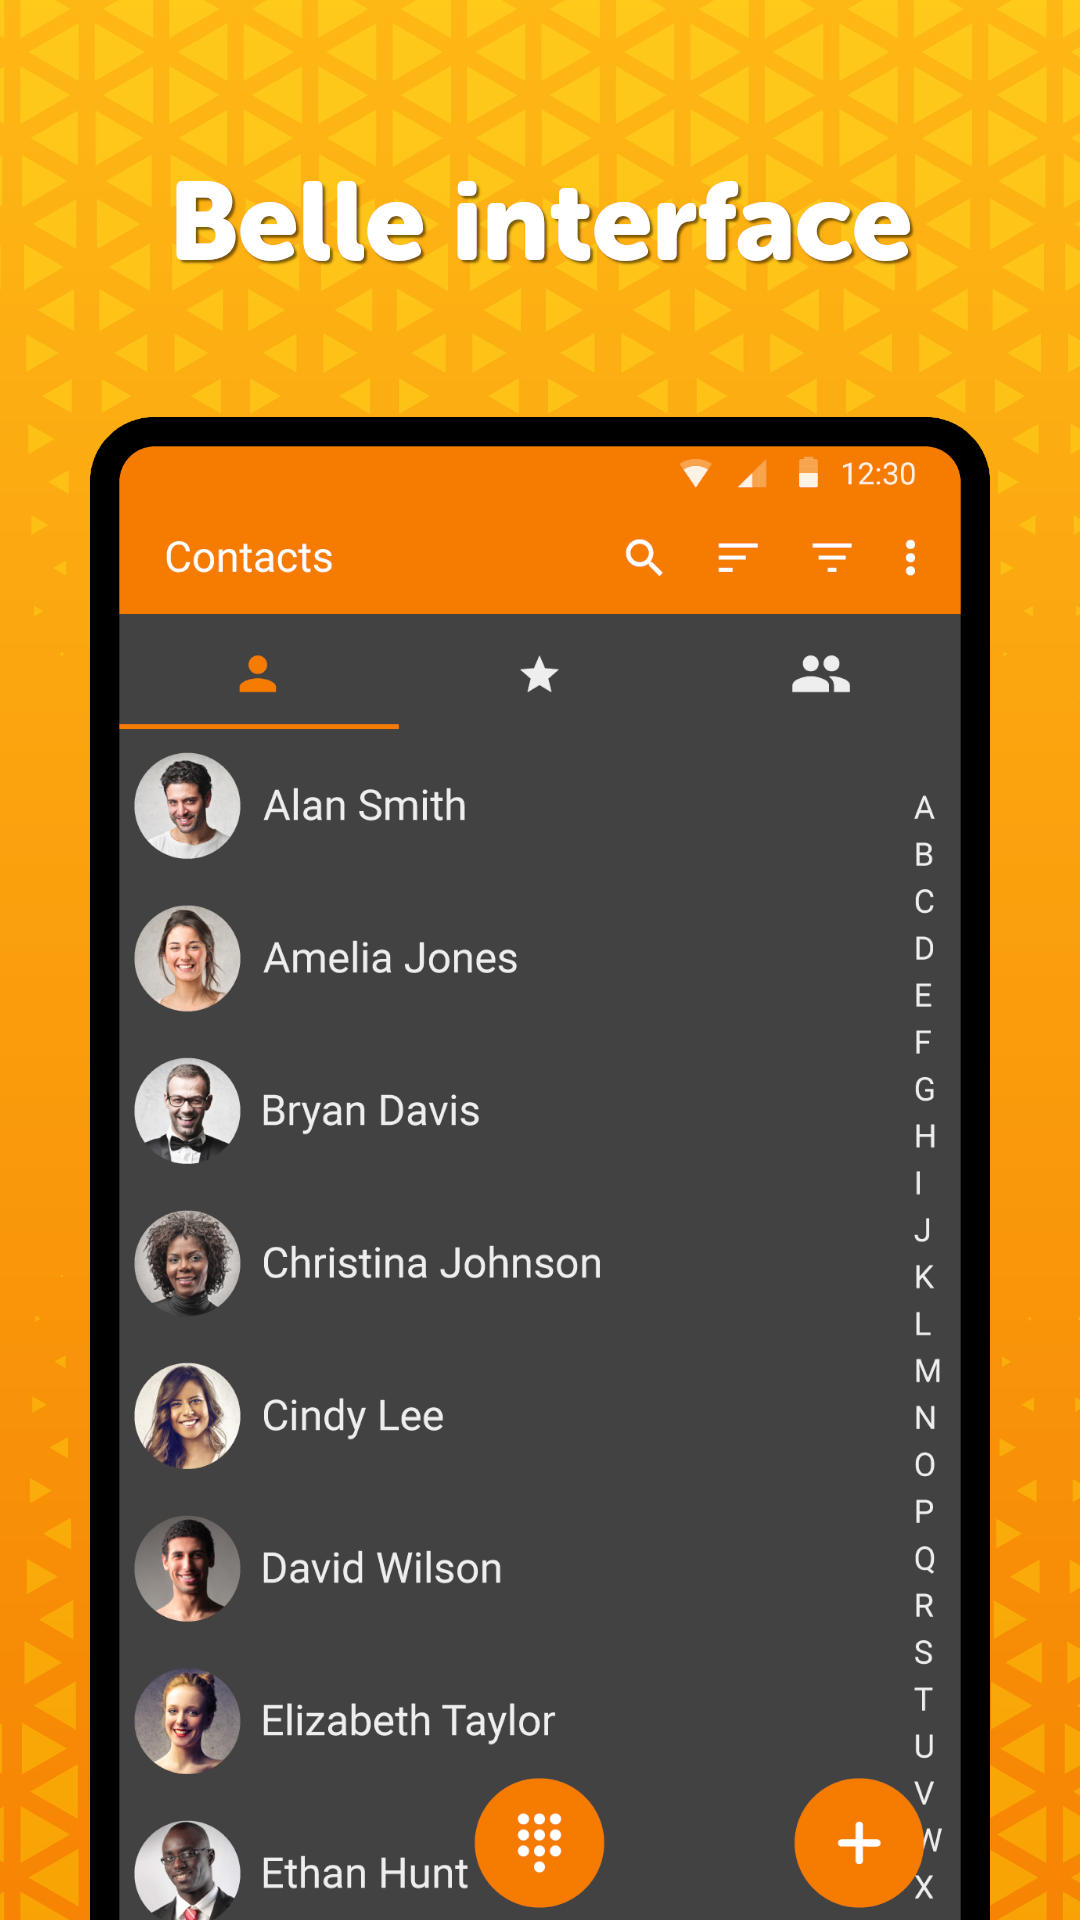 Belle interface
12:30
Contacts
Alan Smith
Amelia Jones
Bryan Davis
Christina Johnson
Cindy Lee
David Wilson
Elizabeth Taylor
Ethan Hunt
A
B
C
D
E
F
G
H
I
J
K
L
M
N
O
P
Q
R
S
T
U
V
W
X